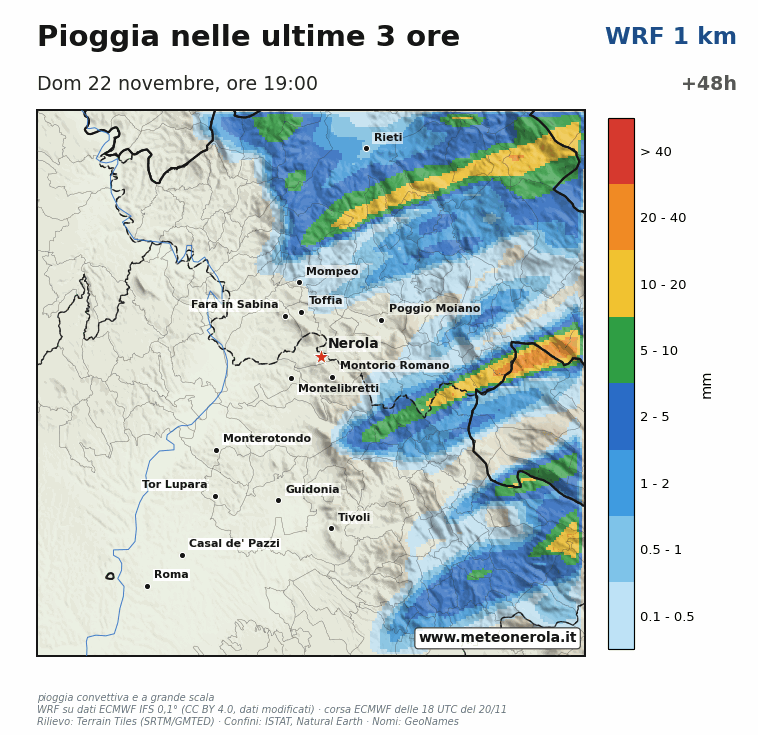 Pioggia nelle ultime 3 ore
WRF 1 km
Dom 22 novembre, ore 19:00
+48h
Rieti
Mompeo
Toffia
Fara in Sabina
Poggio Moiano
Nerola
Montorio Romano
Montelibretti
Monterotondo
Tor Lupara
Guidonia
Tivoli
Casal de' Pazzi
Roma
www.meteonerola.it
> 40
20 - 40
10 - 20
5 - 10
2 - 5
1 - 2
0.5 - 1
0.1 - 0.5
mm
pioggia convettiva e a grande scala
WRF su dati ECMWF IFS 0,1° (CC BY 4.0, dati modificati) · corsa ECMWF delle 18 UTC del 20/11
Rilievo: Terrain Tiles (SRTM/GMTED) · Confini: ISTAT, Natural Earth · Nomi: GeoNames